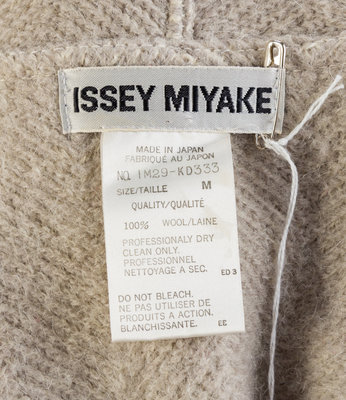 ISSEY MIYAKE
MADE IN JAPAN
FABRIQUÉ AU JAPON
NO. IM29-KD333
SIZE/TAILLE M
QUALITY/QUALITÉ
100% WOOL/LAINE
PROFESSIONALY DRY
CLEAN ONLY.
PROFESSIONNEL
NETTOYAGE A SEC. ED 3
DO NOT BLEACH.
NE PAS UTILISER DE
PRODUITS A ACTION.
BLANCHISSANTE. EE